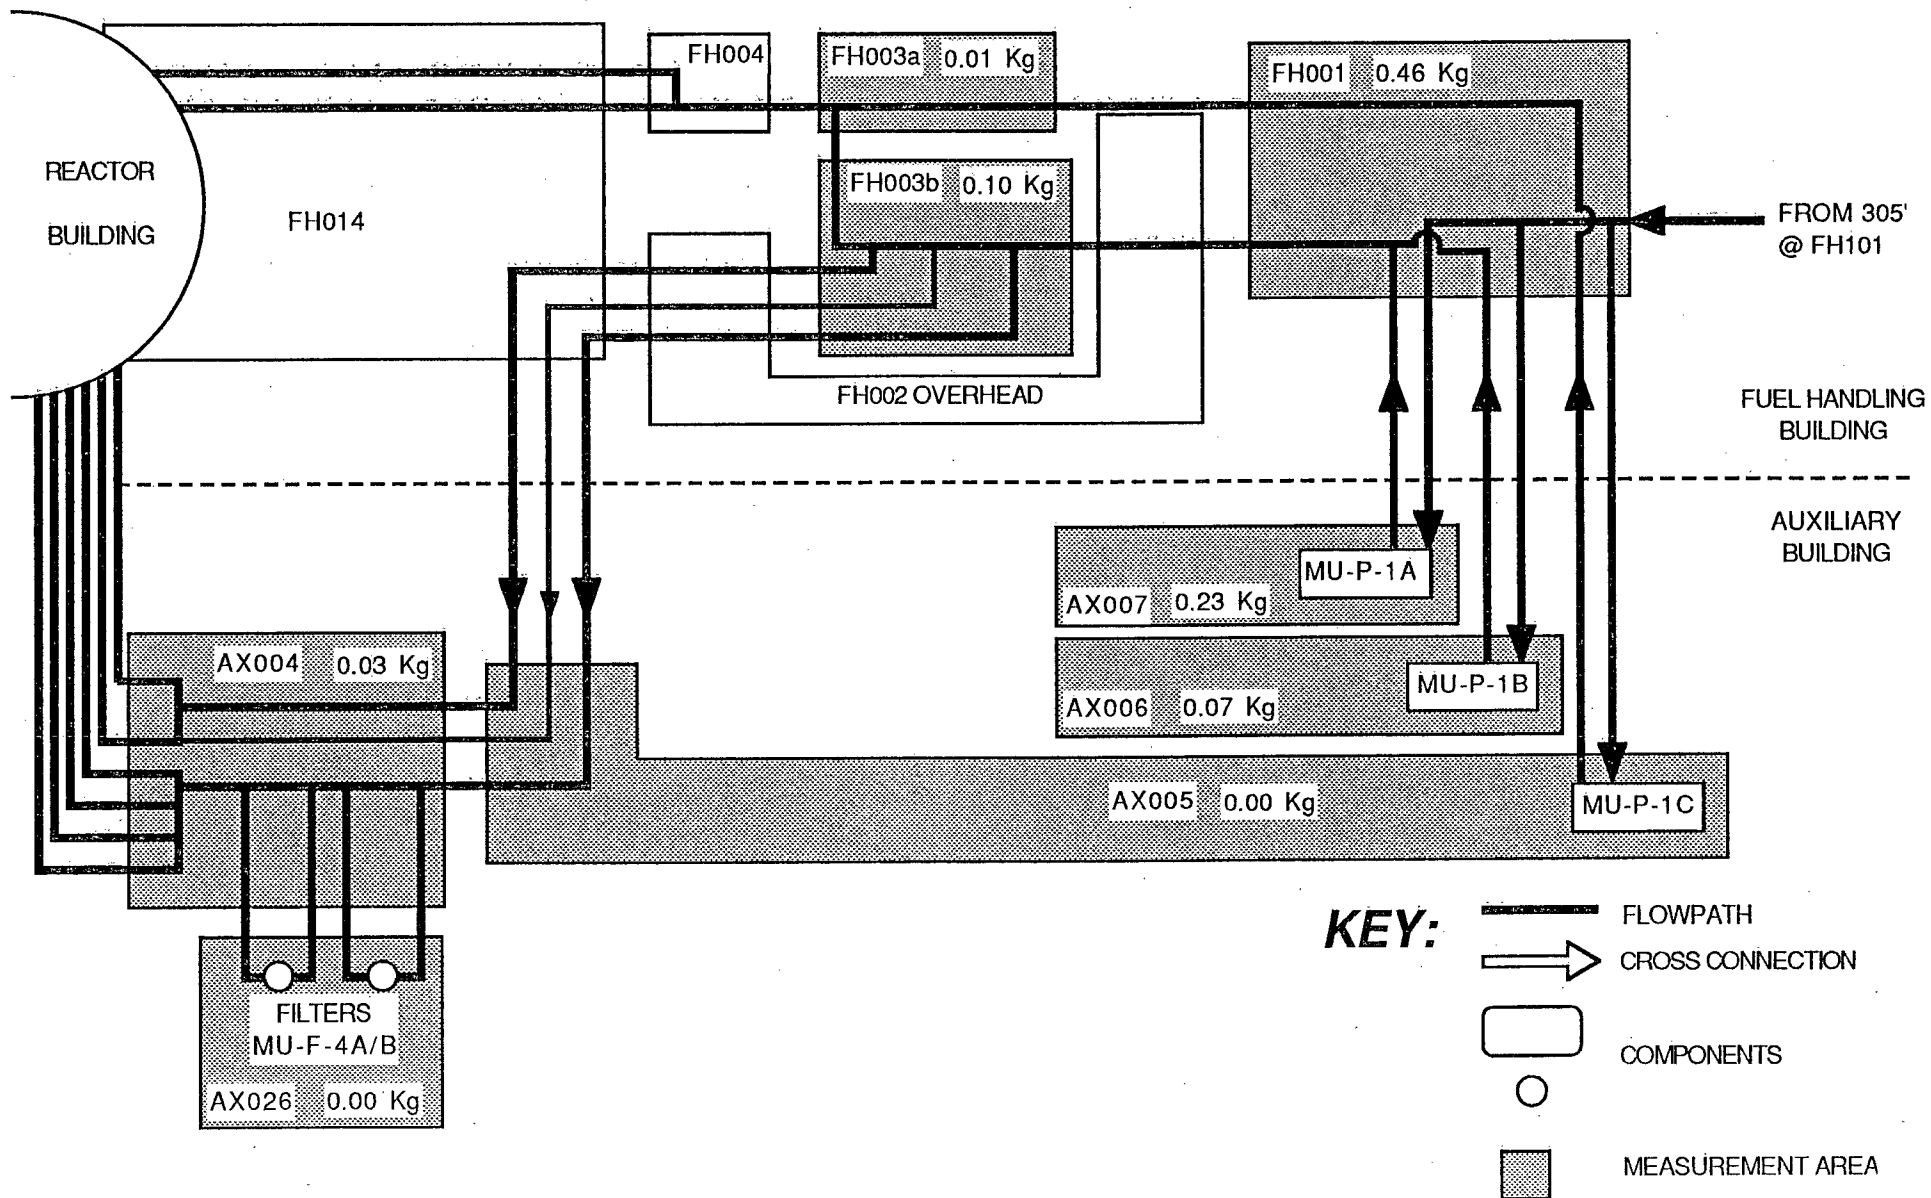 FH004
FH003a 0.01 Kg
FH001 0.46 Kg
REACTOR
BUILDING
FH014
FH003b 0.10 Kg
FROM 305'
@ FH101
FH002 OVERHEAD
FUEL HANDLING
BUILDING
AUXILIARY
BUILDING
MU-P-1A
AX007 0.23 Kg
AX004 0.03 Kg
MU-P-1B
AX006 0.07 Kg
AX005 0.00 Kg
MU-P-1C
KEY:
FLOWPATH
CROSS CONNECTION
COMPONENTS
MEASUREMENT AREA
FILTERS
MU-F-4A/B
AX026 0.00 Kg